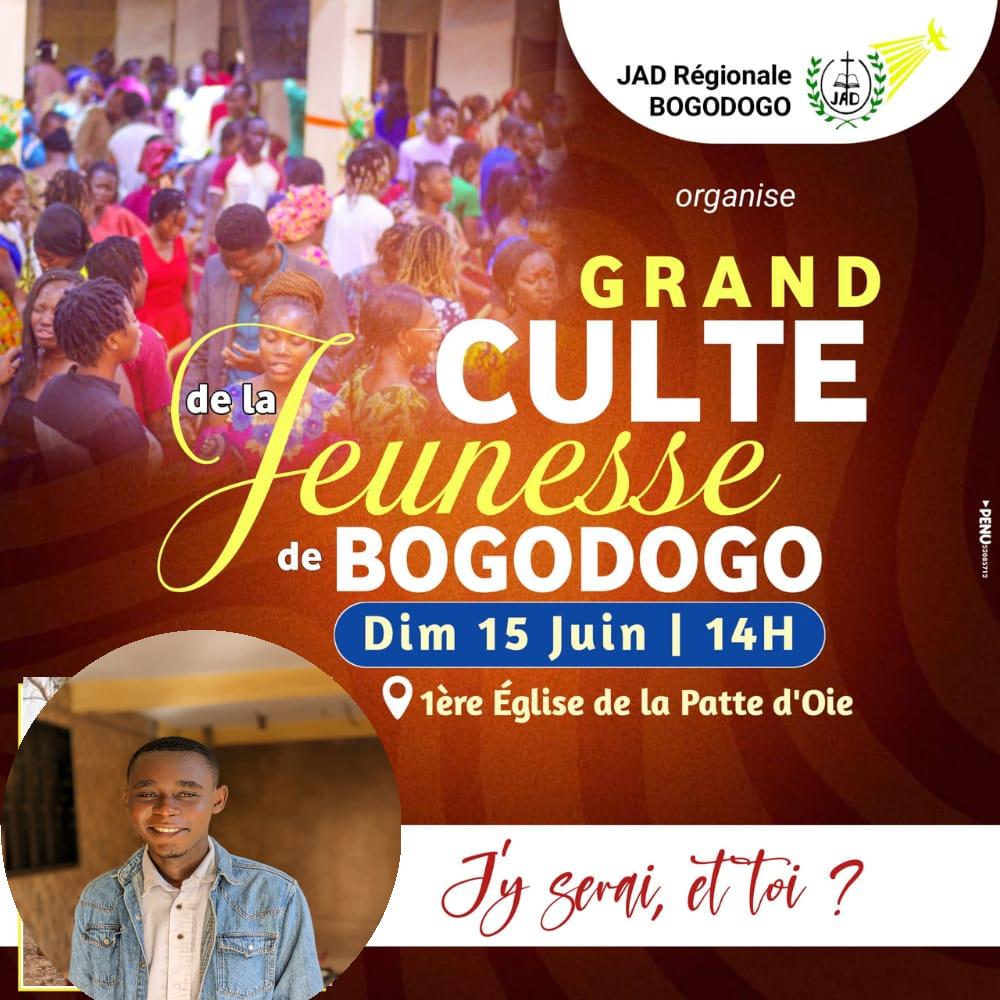 JAD Régionale
BOGODOGO
JAD
organise
GRAND
CULTE
de la
Jeunesse
de BOGODOGO
Dim 15 Juin | 14H
1ère Église de la Patte d'Oie
PENU
J'y serai, et toi ?